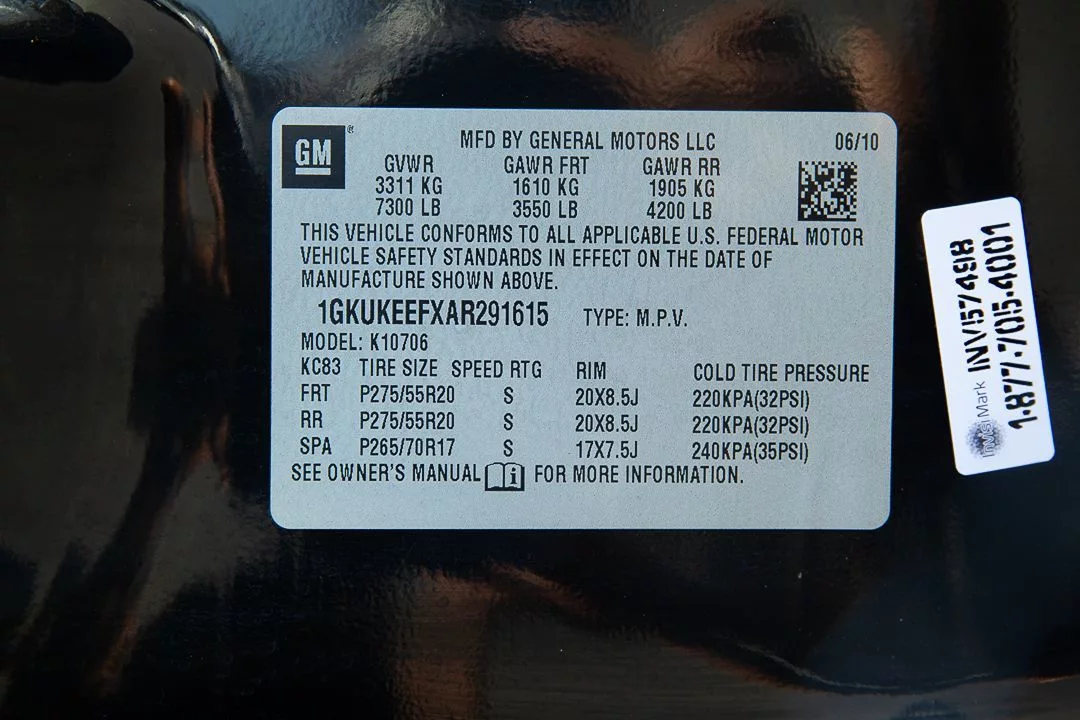 GM
®
MFD BY GENERAL MOTORS LLC
06/10
GVWR GAWR FRT GAWR RR
3311 KG 1610 KG 1905 KG
7300 LB 3550 LB 4200 LB
THIS VEHICLE CONFORMS TO ALL APPLICABLE U.S. FEDERAL MOTOR
VEHICLE SAFETY STANDARDS IN EFFECT ON THE DATE OF
MANUFACTURE SHOWN ABOVE.
1GKUKEEFXAR291615 TYPE: M.P.V.
MODEL: K10706
KC83 TIRE SIZE SPEED RTG RIM COLD TIRE PRESSURE
FRT P275/55R20 S 20X8.5J 220KPA(32PSI)
RR P275/55R20 S 20X8.5J 220KPA(32PSI)
SPA P265/70R17 S 17X7.5J 240KPA(35PSI)
SEE OWNER'S MANUAL i FOR MORE INFORMATION.
InVisiMark INV57498
1-877-705-4001